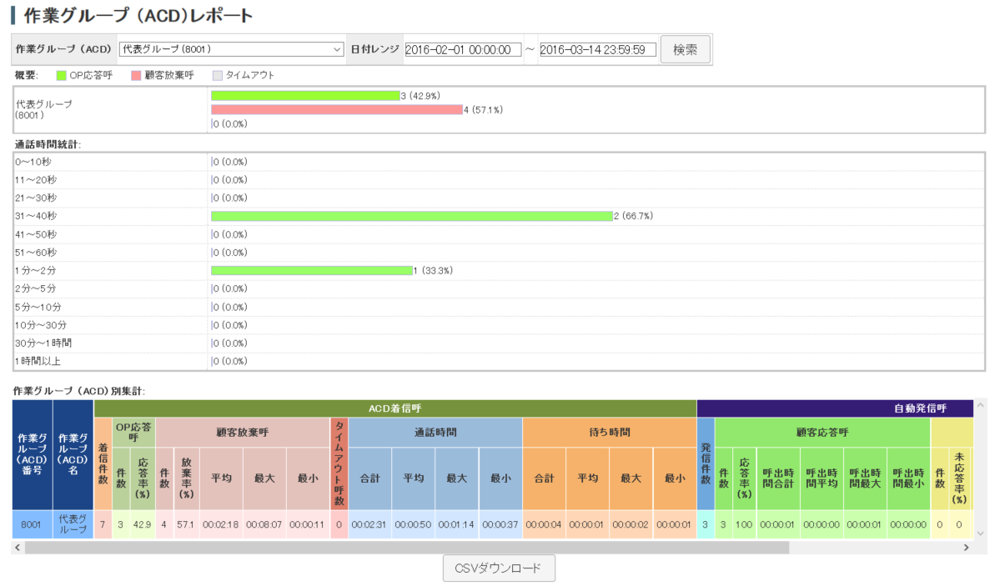 作業グループ（ACD）レポート
作業グループ（ACD） 代表グループ(8001) 日付レンジ 2016-02-01 00:00:00 ～ 2016-03-14 23:59:59 検索
概要: OP応答呼 顧客放棄呼 タイムアウト
代表グループ
(8001)
3 (42.9%)
4 (57.1%)
0 (0.0%)
通話時間統計:
0～10秒 0 (0.0%)
11～20秒 0 (0.0%)
21～30秒 0 (0.0%)
31～40秒 2 (66.7%)
41～50秒 0 (0.0%)
51～60秒 0 (0.0%)
1分～2分 1 (33.3%)
2分～5分 0 (0.0%)
5分～10分 0 (0.0%)
10分～30分 0 (0.0%)
30分～1時間 0 (0.0%)
1時間以上 0 (0.0%)
作業グループ（ACD）別集計:
作業グループ(ACD)番号 作業グループ(ACD)名 ACD着信呼 自動発信呼
着信件数 OP応答呼 顧客放棄呼 タイムアウト呼数 通話時間 待ち時間 発信件数 顧客応答呼
件数 応答率(%) 件数 放棄率(%) 平均 最大 最小 合計 平均 最大 最小 合計 平均 最大 最小 件数 応答率(%) 呼出時間合計 呼出時間平均 呼出時間最大 呼出時間最小 件数 未応答率(%)
8001 代表グループ 7 3 42.9 4 57.1 00:02:18 00:08:07 00:00:11 0 00:02:31 00:00:50 00:01:14 00:00:37 00:00:04 00:00:01 00:00:02 00:00:01 3 3 100 00:00:01 00:00:00 00:00:01 00:00:00 0 0
CSVダウンロード